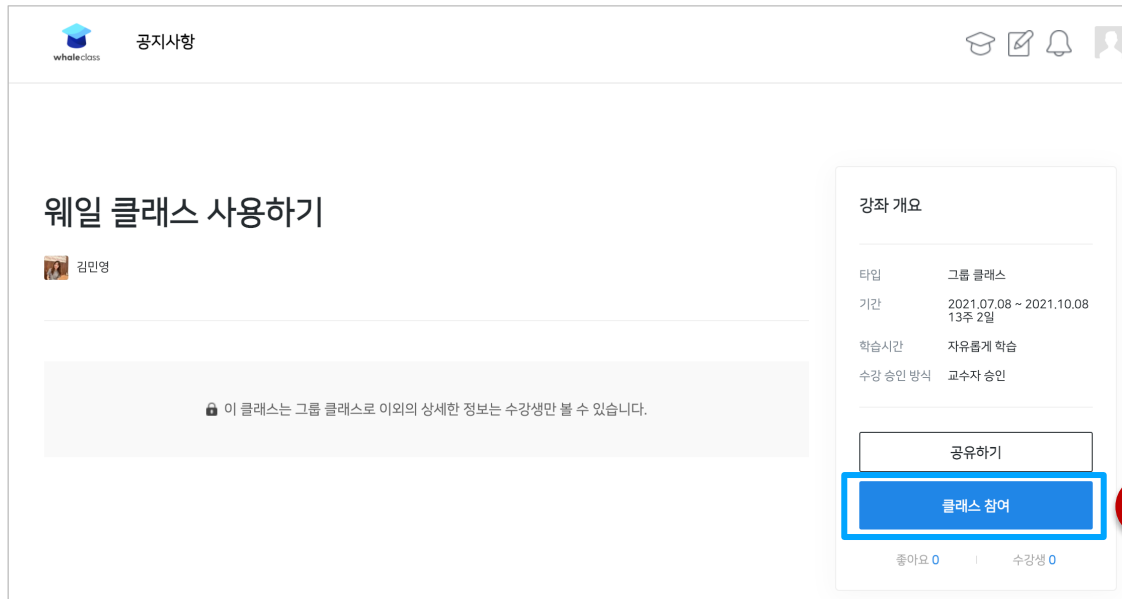 whaleclass
공지사항
웨일 클래스 사용하기
김민영
이 클래스는 그룹 클래스로 이외의 상세한 정보는 수강생만 볼 수 있습니다.
강좌 개요
타입 그룹 클래스
기간 2021.07.08 ~ 2021.10.08
13주 2일
학습시간 자유롭게 학습
수강 승인 방식 교수자 승인
공유하기
클래스 참여
좋아요 0 수강생 0